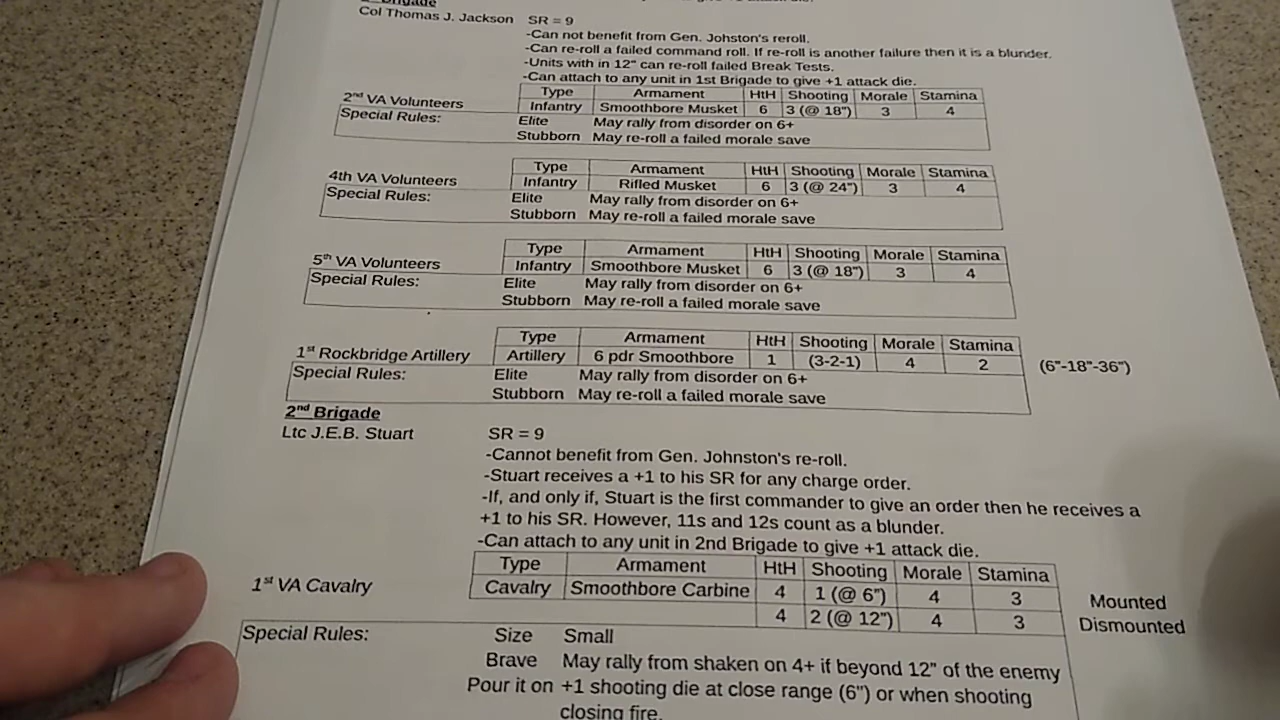 Brigade
Col Thomas J. Jackson SR = 9
-Can not benefit from Gen. Johston's reroll.
-Can re-roll a failed command roll. If re-roll is another failure then it is a blunder.
-Units with in 12" can re-roll failed Break Tests.
-Can attach to any unit in 1st Brigade to give +1 attack die.
Type Armament HtH Shooting Morale Stamina
2nd VA Volunteers Infantry Smoothbore Musket 6 3 (@ 18") 3 4
Special Rules: Elite May rally from disorder on 6+
Stubborn May re-roll a failed morale save
Type Armament HtH Shooting Morale Stamina
4th VA Volunteers Infantry Rifled Musket 6 3 (@ 24") 3 4
Special Rules: Elite May rally from disorder on 6+
Stubborn May re-roll a failed morale save
Type Armament HtH Shooting Morale Stamina
5th VA Volunteers Infantry Smoothbore Musket 6 3 (@ 18") 3 4
Special Rules: Elite May rally from disorder on 6+
Stubborn May re-roll a failed morale save
Type Armament HtH Shooting Morale Stamina
1st Rockbridge Artillery Artillery 6 pdr Smoothbore 1 (3-2-1) 4 2 (6"-18"-36")
Special Rules: Elite May rally from disorder on 6+
Stubborn May re-roll a failed morale save
2nd Brigade
Ltc J.E.B. Stuart SR = 9
-Cannot benefit from Gen. Johnston's re-roll.
-Stuart receives a +1 to his SR for any charge order.
-If, and only if, Stuart is the first commander to give an order then he receives a
+1 to his SR. However, 11s and 12s count as a blunder.
-Can attach to any unit in 2nd Brigade to give +1 attack die.
Type Armament HtH Shooting Morale Stamina
1st VA Cavalry Cavalry Smoothbore Carbine 4 1 (@ 6") 4 3 Mounted
4 2 (@ 12") 4 3 Dismounted
Special Rules: Size Small
Brave May rally from shaken on 4+ if beyond 12" of the enemy
Pour it on +1 shooting die at close range (6") or when shooting
closing fire.